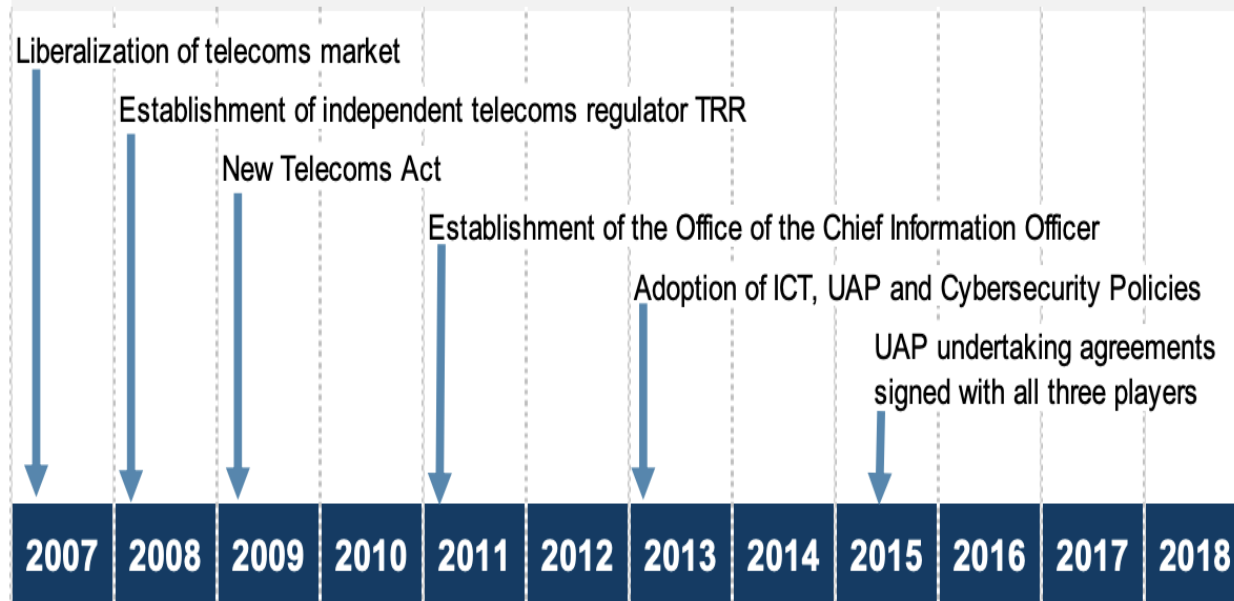 Liberalization of telecoms market
Establishment of independent telecoms regulator TRR
New Telecoms Act
Establishment of the Office of the Chief Information Officer
Adoption of ICT, UAP and Cybersecurity Policies
UAP undertaking agreements
signed with all three players
2007 2008 2009 2010 2011 2012 2013 2014 2015 2016 2017 2018